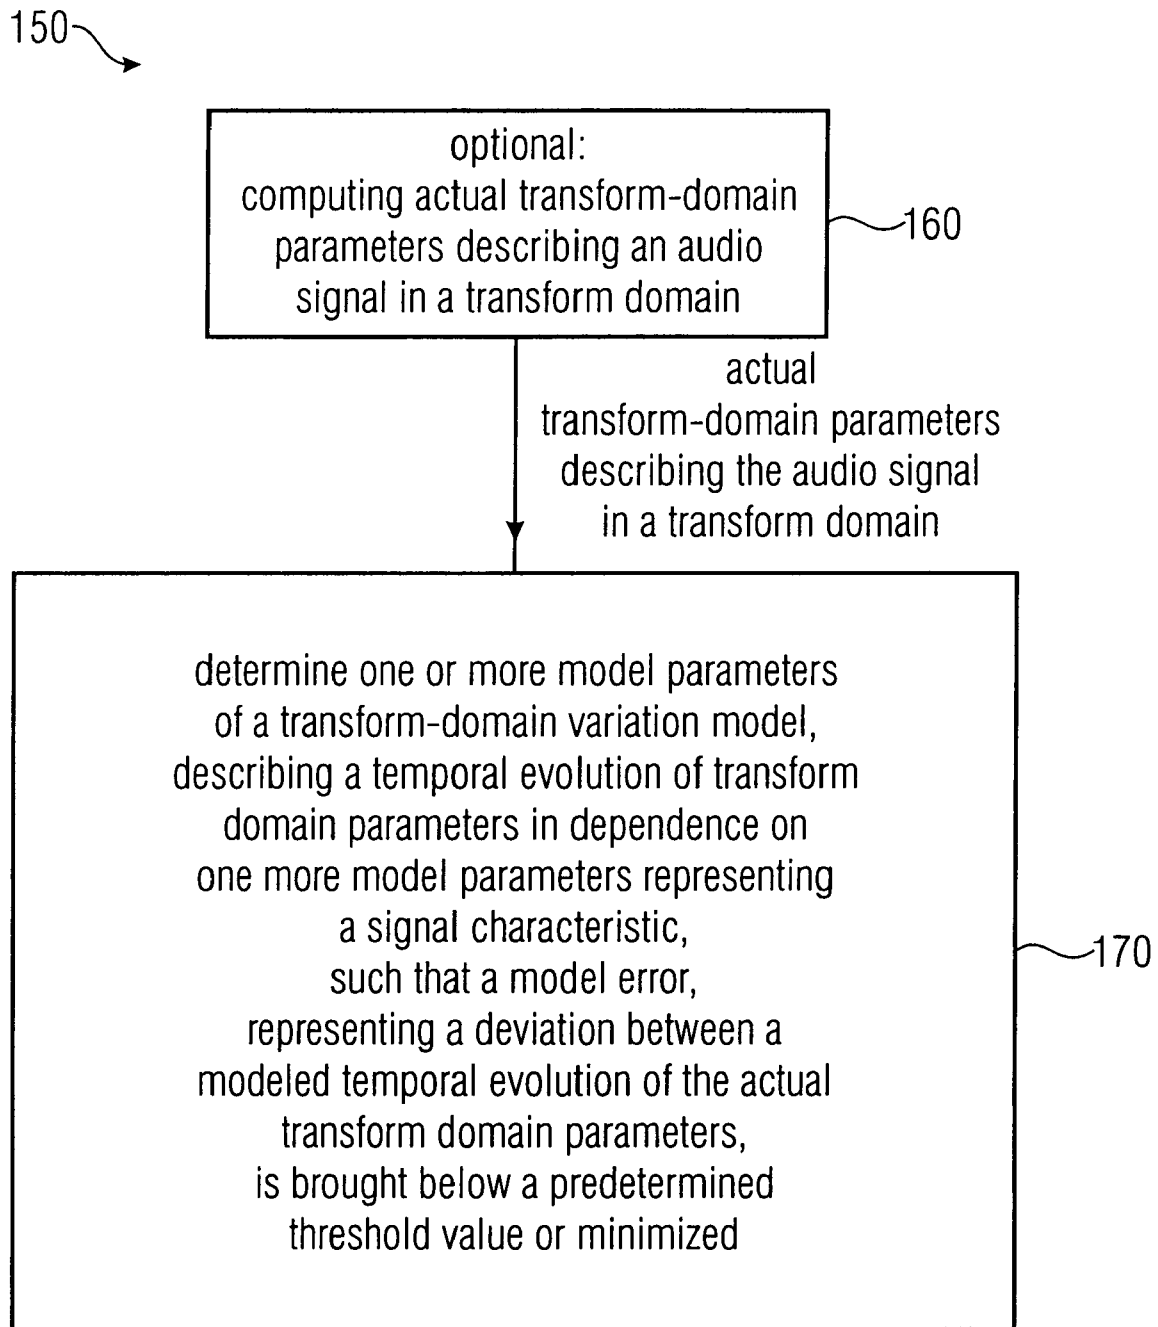 150
optional:
computing actual transform-domain
parameters describing an audio
signal in a transform domain
160
actual
transform-domain parameters
describing the audio signal
in a transform domain
determine one or more model parameters
of a transform-domain variation model,
describing a temporal evolution of transform
domain parameters in dependence on
one more model parameters representing
a signal characteristic,
such that a model error,
representing a deviation between a
modeled temporal evolution of the actual
transform domain parameters,
is brought below a predetermined
threshold value or minimized
170